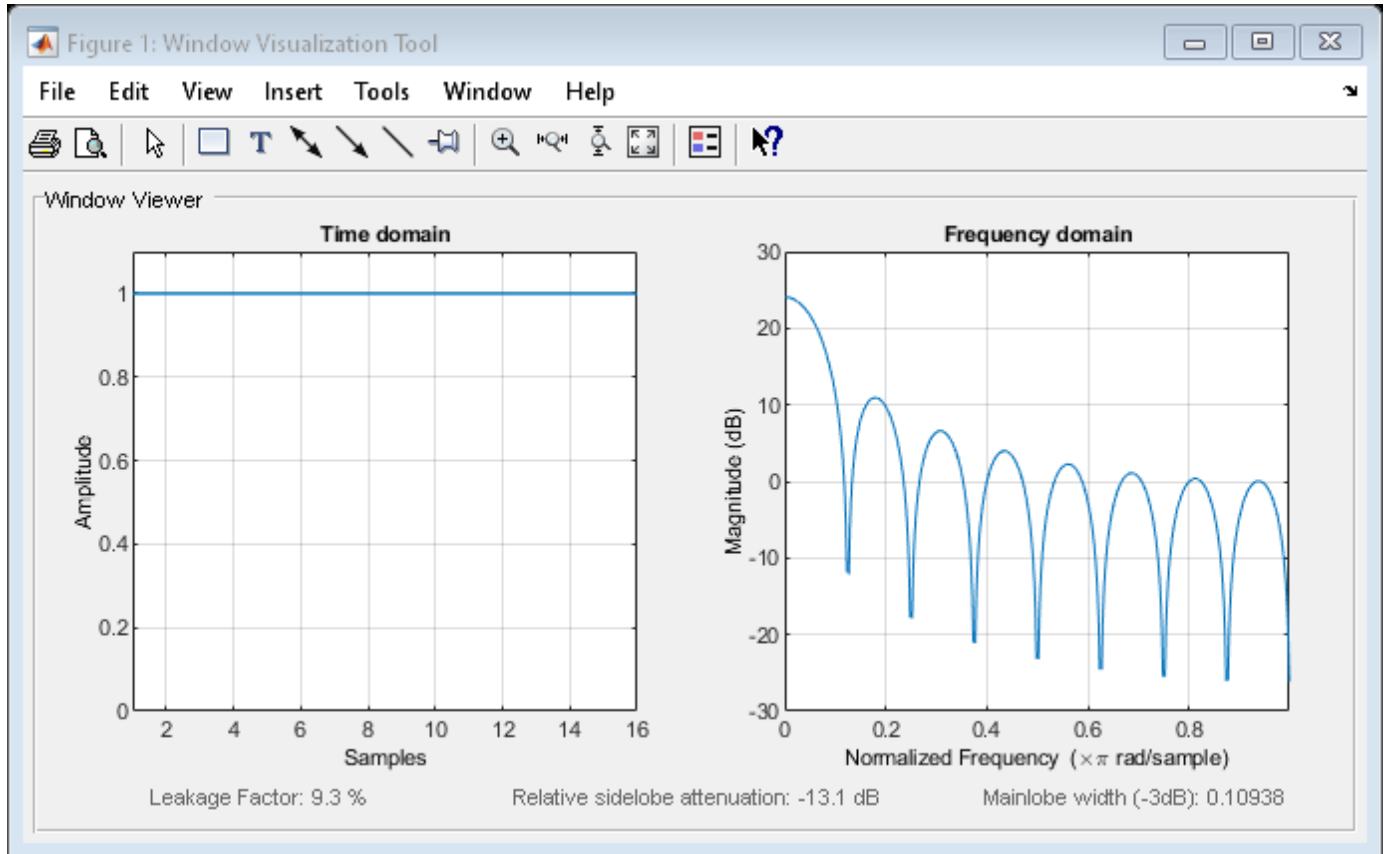 Figure 1: Window Visualization Tool
File Edit View Insert Tools Window Help
T
?
Window Viewer
Time domain
Frequency domain
1
0.8
0.6
0.4
0.2
0
Amplitude
2 4 6 8 10 12 14 16
Samples
30
20
10
0
-10
-20
-30
Magnitude (dB)
0 0.2 0.4 0.6 0.8
Normalized Frequency (×π rad/sample)
Leakage Factor: 9.3 %
Relative sidelobe attenuation: -13.1 dB
Mainlobe width (-3dB): 0.10938